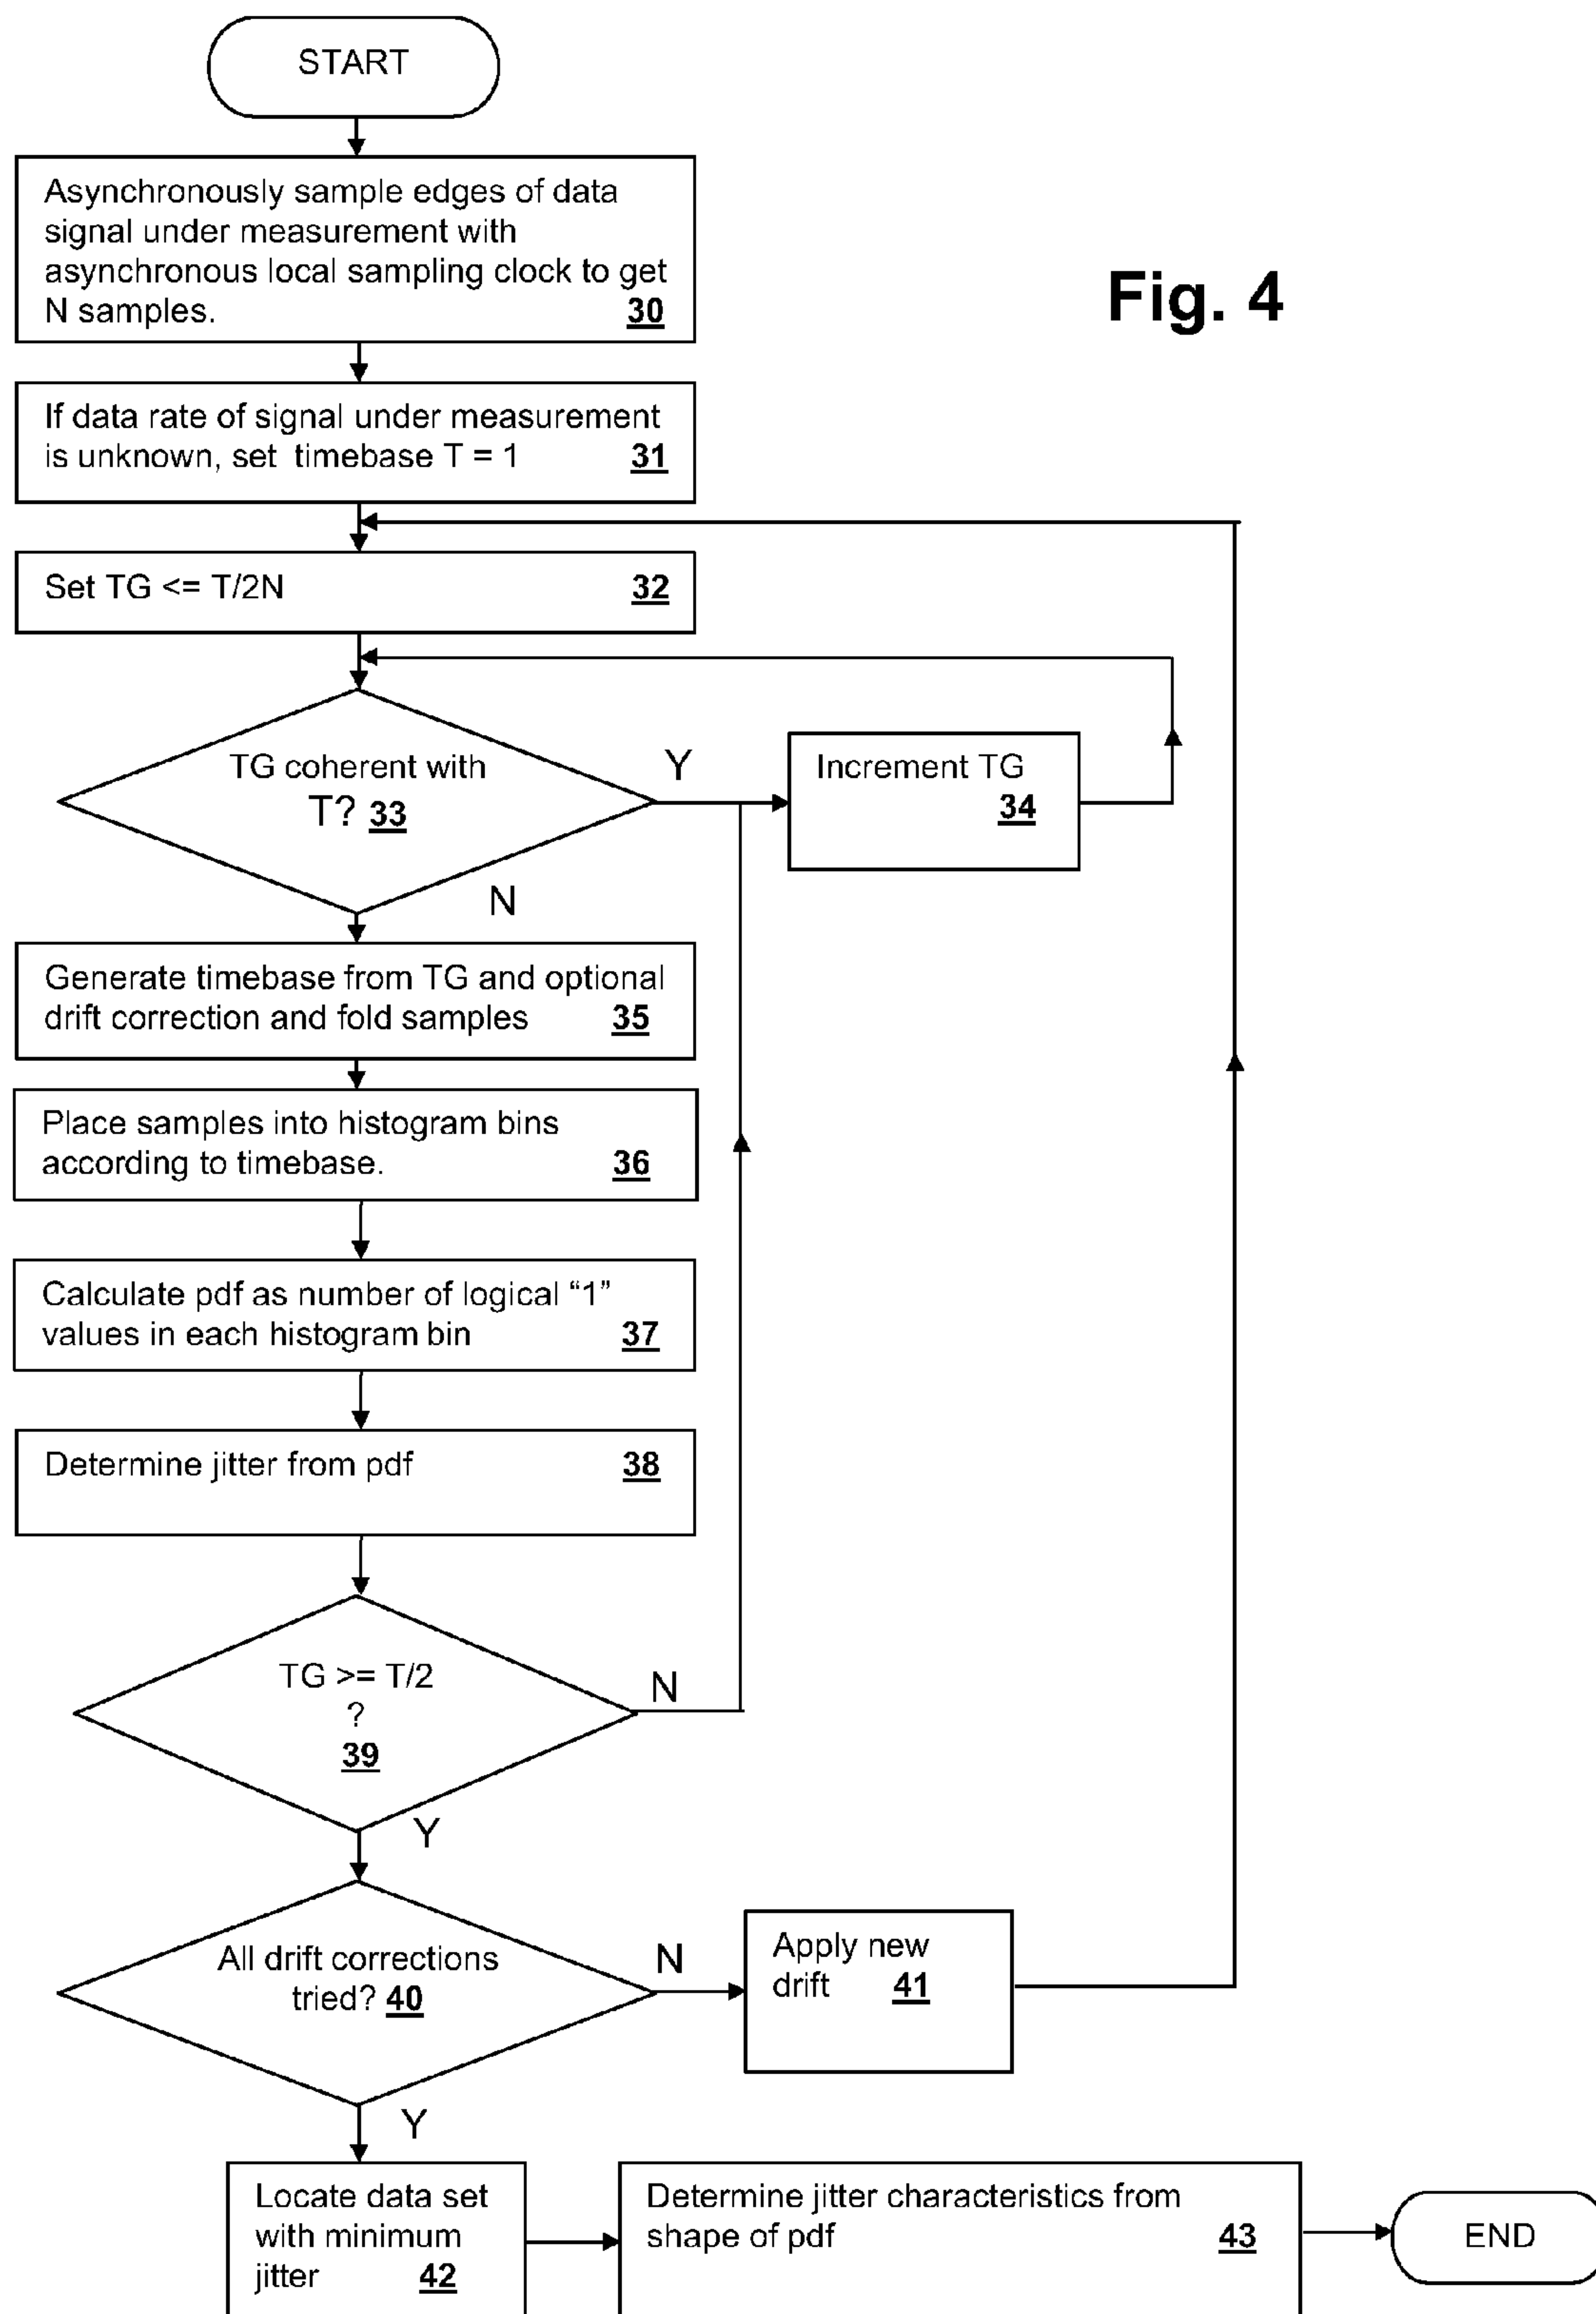 START
Asynchronously sample edges of data
signal under measurement with
asynchronous local sampling clock to get
N samples. 30
Fig. 4
If data rate of signal under measurement
is unknown, set timebase T = 1 31
Set TG <= T/2N 32
TG coherent with
T? 33
Y
Increment TG
34
N
Generate timebase from TG and optional
drift correction and fold samples 35
Place samples into histogram bins
according to timebase. 36
Calculate pdf as number of logical “1”
values in each histogram bin 37
Determine jitter from pdf 38
TG >= T/2
?
39
N
Y
All drift corrections
tried? 40
N
Apply new
drift 41
Y
Locate data set
with minimum
jitter 42
Determine jitter characteristics from
shape of pdf 43
END